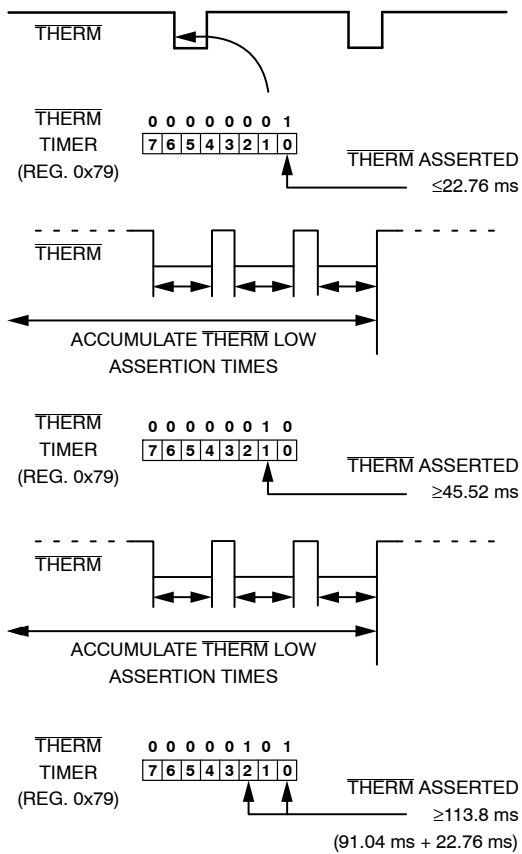 THERM
THERM
TIMER
(REG. 0x79)
0 0 0 0 0 0 0 1
7 6 5 4 3 2 1 0
THERM ASSERTED
≤22.76 ms
THERM
ACCUMULATE THERM LOW
ASSERTION TIMES
THERM
TIMER
(REG. 0x79)
0 0 0 0 0 0 1 0
7 6 5 4 3 2 1 0
THERM ASSERTED
≥45.52 ms
THERM
ACCUMULATE THERM LOW
ASSERTION TIMES
THERM
TIMER
(REG. 0x79)
0 0 0 0 0 1 0 1
7 6 5 4 3 2 1 0
THERM ASSERTED
≥113.8 ms
(91.04 ms + 22.76 ms)